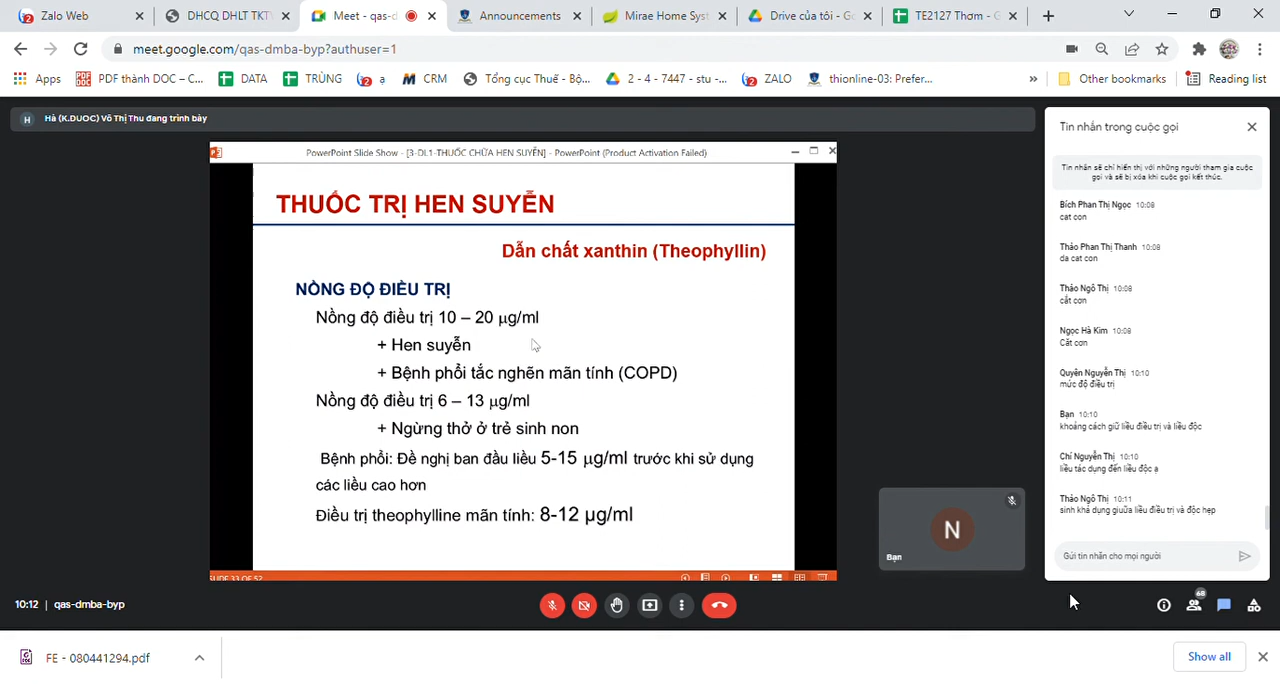 Zalo Web
DHCQ DHLT TKTV
Meet - qas-d
Announcements
Mirae Home Sys
Drive của tôi - Go
TE2127 Thơm - G
meet.google.com/qas-dmba-byp?authuser=1
Apps
PDF thành DOC – C...
DATA
TRÙNG
a
CRM
Tổng cục Thuế - Bộ...
2 - 4 - 7447 - stu -...
ZALO
thionline-03: Prefer...
»
Other bookmarks
Reading list
H
Hà (K.DUOC) Võ Thị Thu đang trình bày
PowerPoint Slide Show - [3-DL1-THUỐC CHỮA HEN SUYỄN] - PowerPoint (Product Activation Failed)
THUỐC TRỊ HEN SUYỄN
Dẫn chất xanthin (Theophyllin)
NỒNG ĐỘ ĐIỀU TRỊ
Nồng độ điều trị 10 – 20 µg/ml
+ Hen suyễn
+ Bệnh phổi tắc nghẽn mãn tính (COPD)
Nồng độ điều trị 6 – 13 µg/ml
+ Ngừng thở ở trẻ sinh non
Bệnh phổi: Đề nghị ban đầu liều 5-15 µg/ml trước khi sử dụng
các liều cao hơn
Điều trị theophylline mãn tính: 8-12 µg/ml
SLIDE 33 OF 52
N
Bạn
Tin nhắn trong cuộc gọi
Tin nhắn sẽ chỉ hiển thị với những người tham gia cuộc
gọi và sẽ bị xóa khi cuộc gọi kết thúc.
Bích Phan Thị Ngọc 10:08
cat con
Thảo Phan Thị Thanh 10:08
da cat con
Thảo Ngô Thị 10:08
cắt cơn
Ngọc Hà Kim 10:08
Cắt cơn
Quyên Nguyễn Thị 10:10
mức độ điều trị
Bạn 10:10
khoảng cách giữ liều điều trị và liều độc
Chí Nguyễn Thị 10:10
liều tác dụng đến liều độc ạ
Thảo Ngô Thị 10:11
sinh khả dụng giuữa liều điều trị và độc hẹp
Gửi tin nhắn cho mọi người
10:12 | qas-dmba-byp
68
FE - 080441294.pdf
Show all